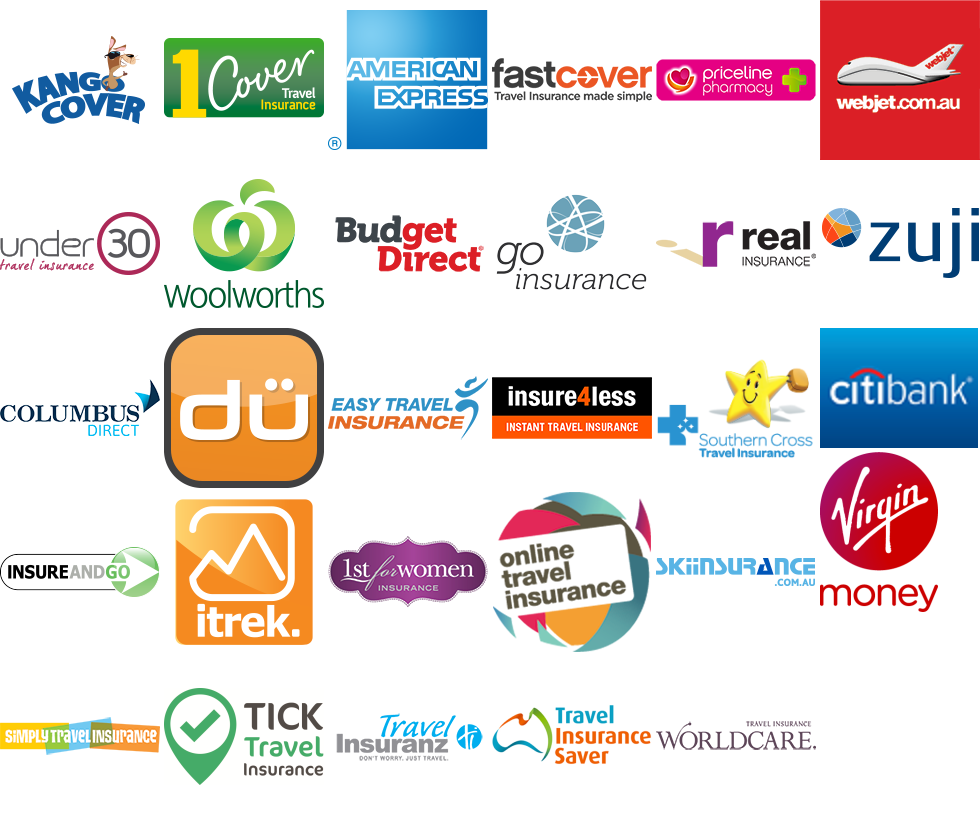 KANGO
COVER
1Cover
Travel
Insurance
AMERICAN
EXPRESS
®
fastcover
Travel Insurance made simple
priceline
pharmacy
webjet
webjet.com.au
under 30
travel insurance
Woolworths
Budget
Direct®
go
insurance
r real
INSURANCE®
zuji
COLUMBUS
DIRECT
dü
EASY TRAVEL
INSURANCE
insure4less
INSTANT TRAVEL INSURANCE
Southern Cross
Travel Insurance
citibank®
INSUREANDGO
itrek.
1st for women
INSURANCE
online
travel
insurance
SKIINSURANCE
.COM.AU
Virgin
money
SIMPLY TRAVEL INSURANCE
TICK
Travel
Insurance
Travel
Insuranz
DON'T WORRY. JUST TRAVEL.
Travel
Insurance
Saver
TRAVEL INSURANCE
WORLDCARE.